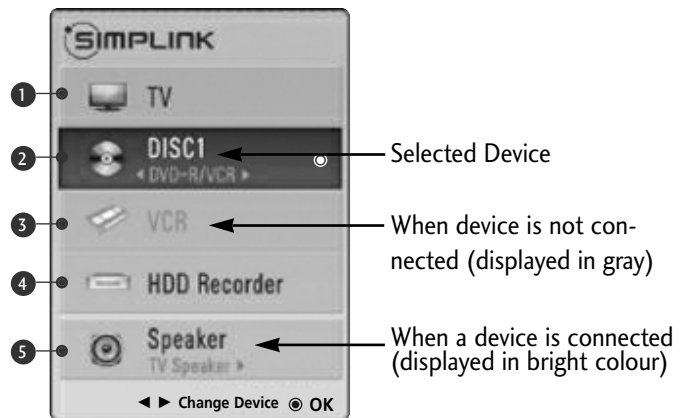 SIMPLINK
1 TV
2 DISC1
◄ DVD-R/VCR ►
Selected Device
3 VCR
When device is not con-
nected (displayed in gray)
4 HDD Recorder
5 Speaker
TV Speaker ►
When a device is connected
(displayed in bright colour)
◄ ► Change Device ◉ OK